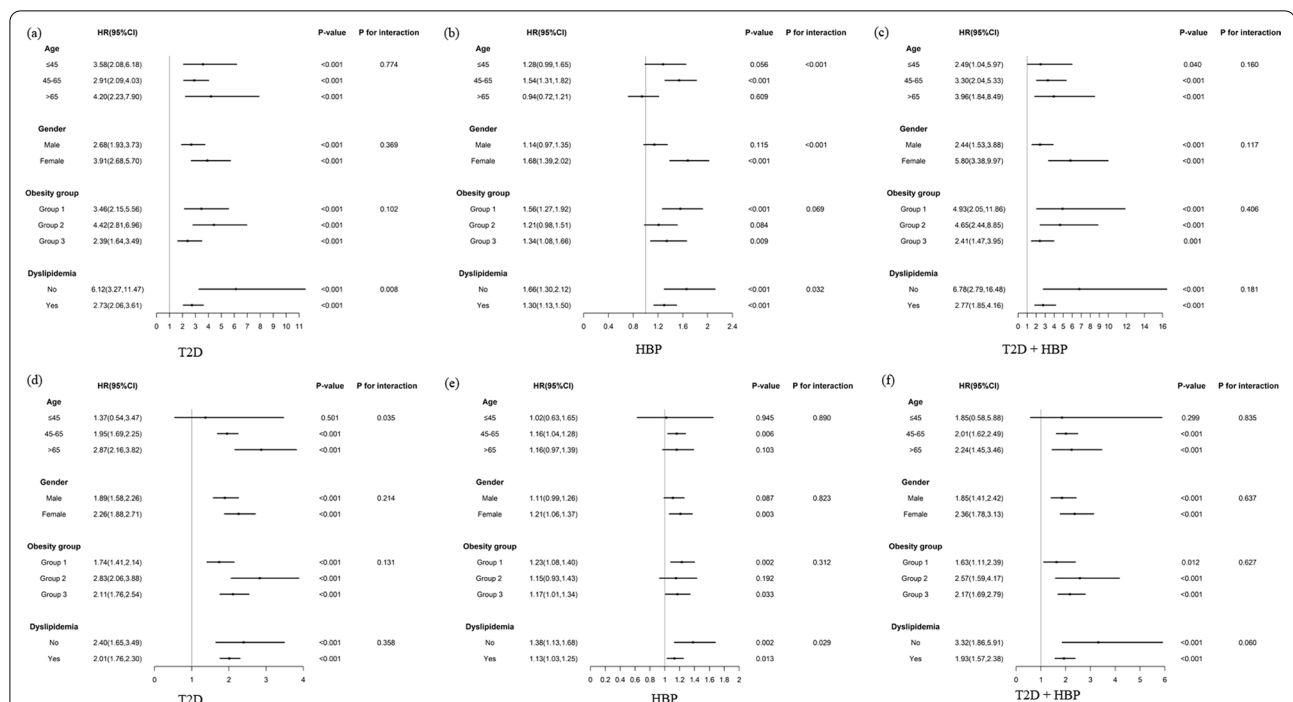 (a) HR(95%CI) P-value P for interaction
Age
≤45 3.58(2.08,6.18) <0.001 0.774
45-65 2.91(2.09,4.03) <0.001
>65 4.20(2.23,7.90) <0.001
Gender
Male 2.68(1.93,3.73) <0.001 0.369
Female 3.91(2.68,5.70) <0.001
Obesity group
Group 1 3.46(2.15,5.56) <0.001 0.102
Group 2 4.42(2.81,6.96) <0.001
Group 3 2.39(1.64,3.49) <0.001
Dyslipidemia
No 6.12(3.27,11.47) <0.001 0.008
Yes 2.73(2.06,3.61) <0.001
0 1 2 3 4 5 6 7 8 9 10 11
T2D
(b) HR(95%CI) P-value P for interaction
Age
≤45 1.28(0.99,1.65) 0.056 <0.001
45-65 1.54(1.31,1.82) <0.001
>65 0.94(0.72,1.21) 0.609
Gender
Male 1.14(0.97,1.35) 0.115 <0.001
Female 1.68(1.39,2.02) <0.001
Obesity group
Group 1 1.56(1.27,1.92) <0.001 0.069
Group 2 1.21(0.98,1.51) 0.084
Group 3 1.34(1.08,1.66) 0.009
Dyslipidemia
No 1.66(1.30,2.12) <0.001 0.032
Yes 1.30(1.13,1.50) <0.001
0 0.4 0.8 1.2 1.6 2 2.4
HBP
(c) HR(95%CI) P-value P for interaction
Age
≤45 2.49(1.04,5.97) 0.040 0.160
45-65 3.30(2.04,5.33) <0.001
>65 3.96(1.84,8.49) <0.001
Gender
Male 2.44(1.53,3.88) <0.001 0.117
Female 5.80(3.38,9.97) <0.001
Obesity group
Group 1 4.93(2.05,11.86) <0.001 0.406
Group 2 4.65(2.44,8.85) <0.001
Group 3 2.41(1.47,3.95) 0.001
Dyslipidemia
No 6.78(2.79,16.48) <0.001 0.181
Yes 2.77(1.85,4.16) <0.001
0 1 2 3 4 5 6 7 8 9 10 12 14 16
T2D + HBP
(d) HR(95%CI) P-value P for interaction
Age
≤45 1.37(0.54,3.47) 0.501 0.035
45-65 1.95(1.69,2.25) <0.001
>65 2.87(2.16,3.82) <0.001
Gender
Male 1.89(1.58,2.26) <0.001 0.214
Female 2.26(1.88,2.71) <0.001
Obesity group
Group 1 1.74(1.41,2.14) <0.001 0.131
Group 2 2.83(2.06,3.88) <0.001
Group 3 2.11(1.76,2.54) <0.001
Dyslipidemia
No 2.40(1.65,3.49) <0.001 0.358
Yes 2.01(1.76,2.30) <0.001
0 1 2 3 4
T2D
(e) HR(95%CI) P-value P for interaction
Age
≤45 1.02(0.63,1.65) 0.945 0.890
45-65 1.16(1.04,1.28) 0.006
>65 1.16(0.97,1.39) 0.103
Gender
Male 1.11(0.99,1.26) 0.087 0.823
Female 1.21(1.06,1.37) 0.003
Obesity group
Group 1 1.23(1.08,1.40) 0.002 0.312
Group 2 1.15(0.93,1.43) 0.192
Group 3 1.17(1.01,1.34) 0.033
Dyslipidemia
No 1.38(1.13,1.68) 0.002 0.029
Yes 1.13(1.03,1.25) 0.013
0 0.2 0.4 0.6 0.8 1 1.2 1.4 1.6 1.8 2
HBP
(f) HR(95%CI) P-value P for interaction
Age
≤45 1.85(0.58,5.88) 0.299 0.835
45-65 2.01(1.62,2.49) <0.001
>65 2.24(1.45,3.46) <0.001
Gender
Male 1.85(1.41,2.42) <0.001 0.637
Female 2.36(1.78,3.13) <0.001
Obesity group
Group 1 1.63(1.11,2.39) 0.012 0.627
Group 2 2.57(1.59,4.17) <0.001
Group 3 2.17(1.69,2.79) <0.001
Dyslipidemia
No 3.32(1.86,5.91) <0.001 0.060
Yes 1.93(1.57,2.38) <0.001
0 1 2 3 4 5 6
T2D + HBP